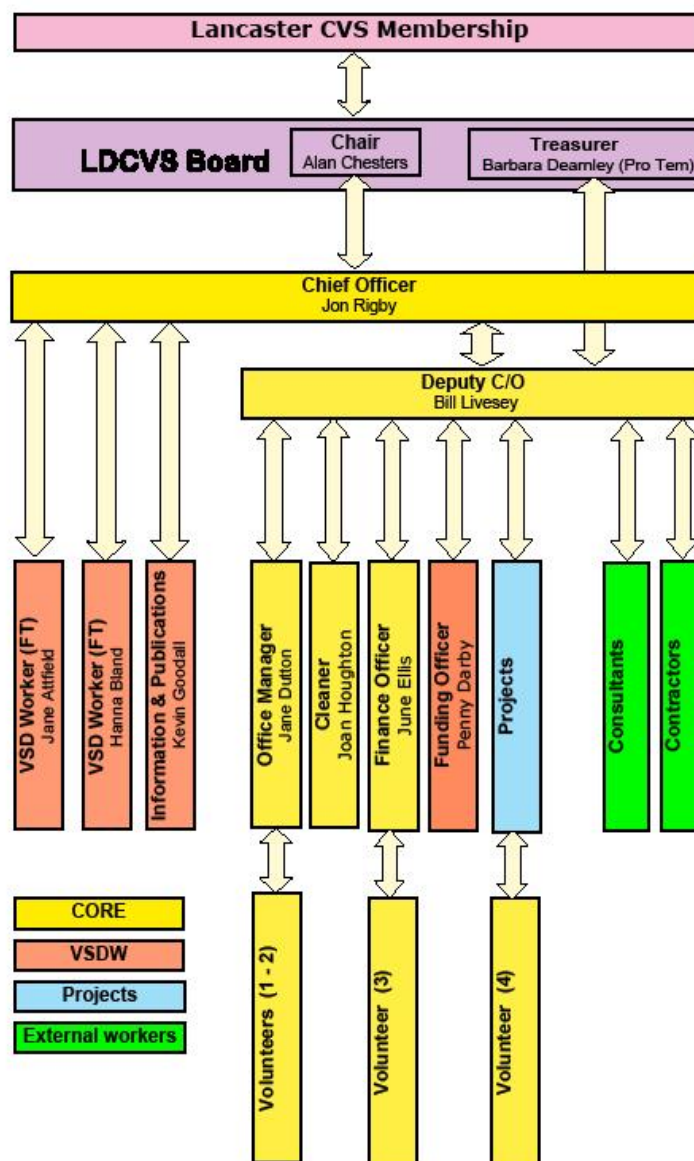 Lancaster CVS Membership
LDCVS Board
Chair
Alan Chesters
Treasurer
Barbara Dearnley (Pro Tem)
Chief Officer
Jon Rigby
Deputy C/O
Bill Livesey
VSD Worker (FT)
Jane Attfield
VSD Worker (FT)
Hanna Bland
Information & Publications
Kevin Goodall
Office Manager
Jane Dutton
Cleaner
Joan Houghton
Finance Officer
June Ellis
Funding Officer
Penny Darby
Projects
Consultants
Contractors
CORE
VSDW
Projects
External workers
Volunteers (1 - 2)
Volunteer (3)
Volunteer (4)